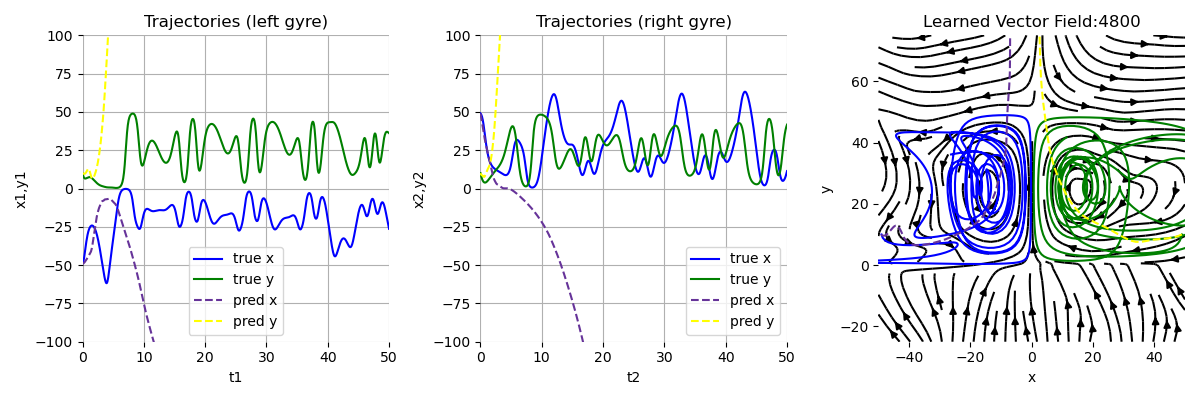 Trajectories (left gyre)
100
75
50
25
0
−25
−50
−75
−100
0
10
20
30
40
50
x1,y1
t1
true x
true y
pred x
pred y
Trajectories (right gyre)
100
75
50
25
0
−25
−50
−75
−100
0
10
20
30
40
50
x2,y2
t2
true x
true y
pred x
pred y
Learned Vector Field:4800
60
40
20
0
−20
−40
−20
0
20
40
y
x